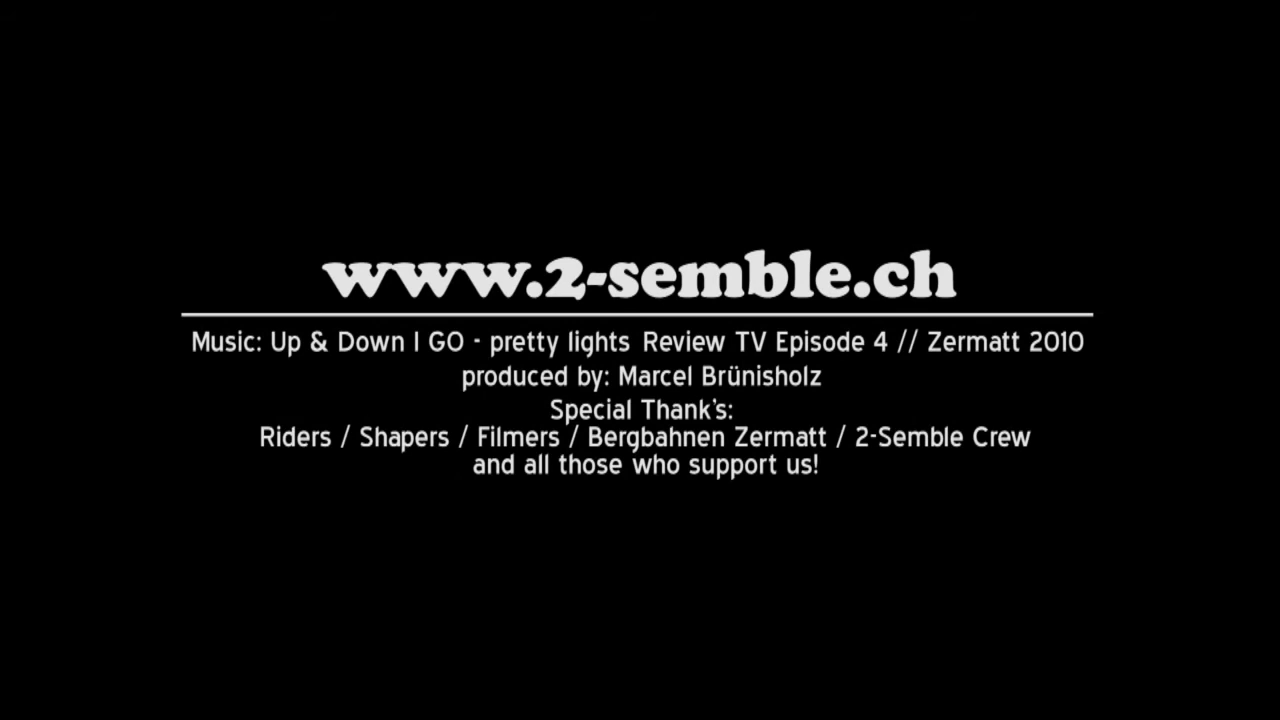 www.2-semble.ch
Music: Up & Down I GO - pretty lights Review TV Episode 4 // Zermatt 2010
produced by: Marcel Brünisholz
Special Thank's:
Riders / Shapers / Filmers / Bergbahnen Zermatt / 2-Semble Crew
and all those who support us!